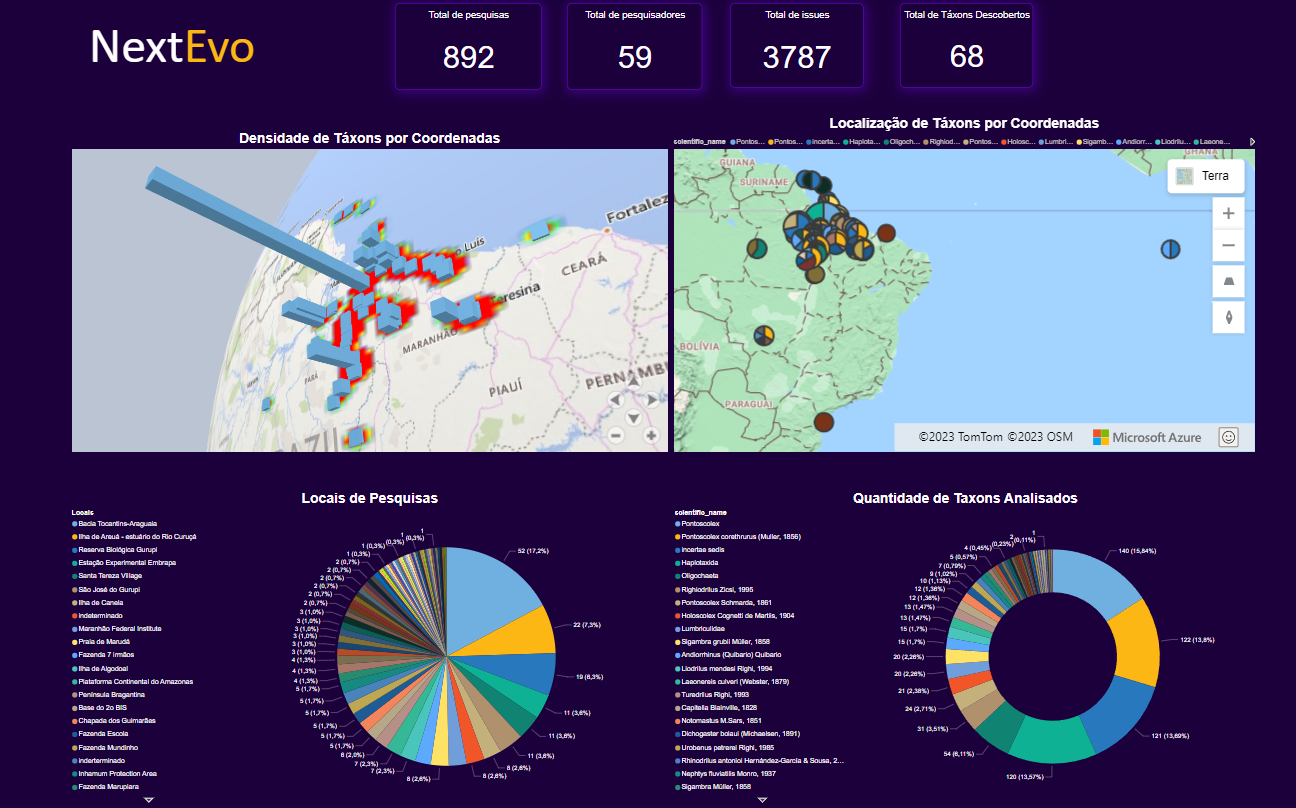 NextEvo
Total de pesquisas
892
Total de pesquisadores
59
Total de issues
3787
Total de Táxons Descobertos
68
Densidade de Táxons por Coordenadas
Fortalez
Luis
CEARÁ
Teresina
MARANHÃO
PIAUÍ
PERNAMB
PARÁ
Localização de Táxons por Coordenadas
scientific_name
Pontos...
Pontos...
Incerta...
Haplota...
Oligoch...
Righiod...
Pontos...
Holosc...
Lumbri...
Sigamb...
Andiorr...
Liodrilu...
Laeone...
GUIANA
SURINAME
GHANA
BOLÍVIA
PARAGUAI
Terra
©2023 TomTom ©2023 OSM
Microsoft Azure
Locais de Pesquisas
Locais
Bacia Tocantins-Araguaia
Ilha de Areuá - estuário do Rio Curuçá
Reserva Biológica Gurupi
Estação Experimental Embrapa
Santa Tereza Village
São José do Gurupi
Ilha de Canela
Indeterminado
Maranhão Federal Institute
Praia de Marudá
Fazenda 7 irmãos
Ilha de Algodoal
Plataforma Continental do Amazonas
Península Bragantina
Base do 2o BIS
Chapada dos Guimarães
Fazenda Escola
Fazenda Mundinho
Inderterminado
Inhamum Protection Area
Fazenda Marupiara
52 (17,2%)
22 (7,3%)
19 (6,3%)
11 (3,6%)
11 (3,6%)
11 (3,6%)
8 (2,6%)
8 (2,6%)
8 (2,6%)
7 (2,3%)
7 (2,3%)
6 (2,0%)
5 (1,7%)
5 (1,7%)
5 (1,7%)
5 (1,7%)
5 (1,7%)
4 (1,3%)
4 (1,3%)
4 (1,3%)
3 (1,0%)
3 (1,0%)
3 (1,0%)
3 (1,0%)
3 (1,0%)
2 (0,7%)
2 (0,7%)
2 (0,7%)
2 (0,7%)
2 (0,7%)
1 (0,3%)
1 (0,3%)
1 (0,3%)
1
Quantidade de Taxons Analisados
scientific_name
Pontoscolex
Pontoscolex corethrurus (Muller, 1856)
Incertae sedis
Haplotaxida
Oligochaeta
Righiodrilus Zicsi, 1995
Pontoscolex Schmarda, 1861
Holoscolex Cognetti de Martiis, 1904
Lumbriculidae
Sigambra grubii Müller, 1858
Andiorrhinus (Quibario) Quibario
Liodrilus mendesi Righi, 1994
Laeonereis culveri (Webster, 1879)
Turedrilus Righi, 1993
Capitella Blainville, 1828
Notomastus M.Sars, 1851
Dichogaster bolaui (Michaelsen, 1891)
Urobenus petrerei Righi, 1985
Rhinodrilus antonioi Hernández-García & Sousa, 2...
Nephtys fluviatilis Monro, 1937
Sigambra Müller, 1858
140 (15,84%)
122 (13,8%)
121 (13,69%)
120 (13,57%)
54 (6,11%)
31 (3,51%)
24 (2,71%)
21 (2,38%)
20 (2,26%)
20 (2,26%)
15 (1,7%)
15 (1,7%)
13 (1,47%)
13 (1,47%)
12 (1,36%)
12 (1,36%)
10 (1,13%)
9 (1,02%)
7 (0,79%)
5 (0,57%)
4 (0,45%)
2 (0,23%)
1 (0,11%)